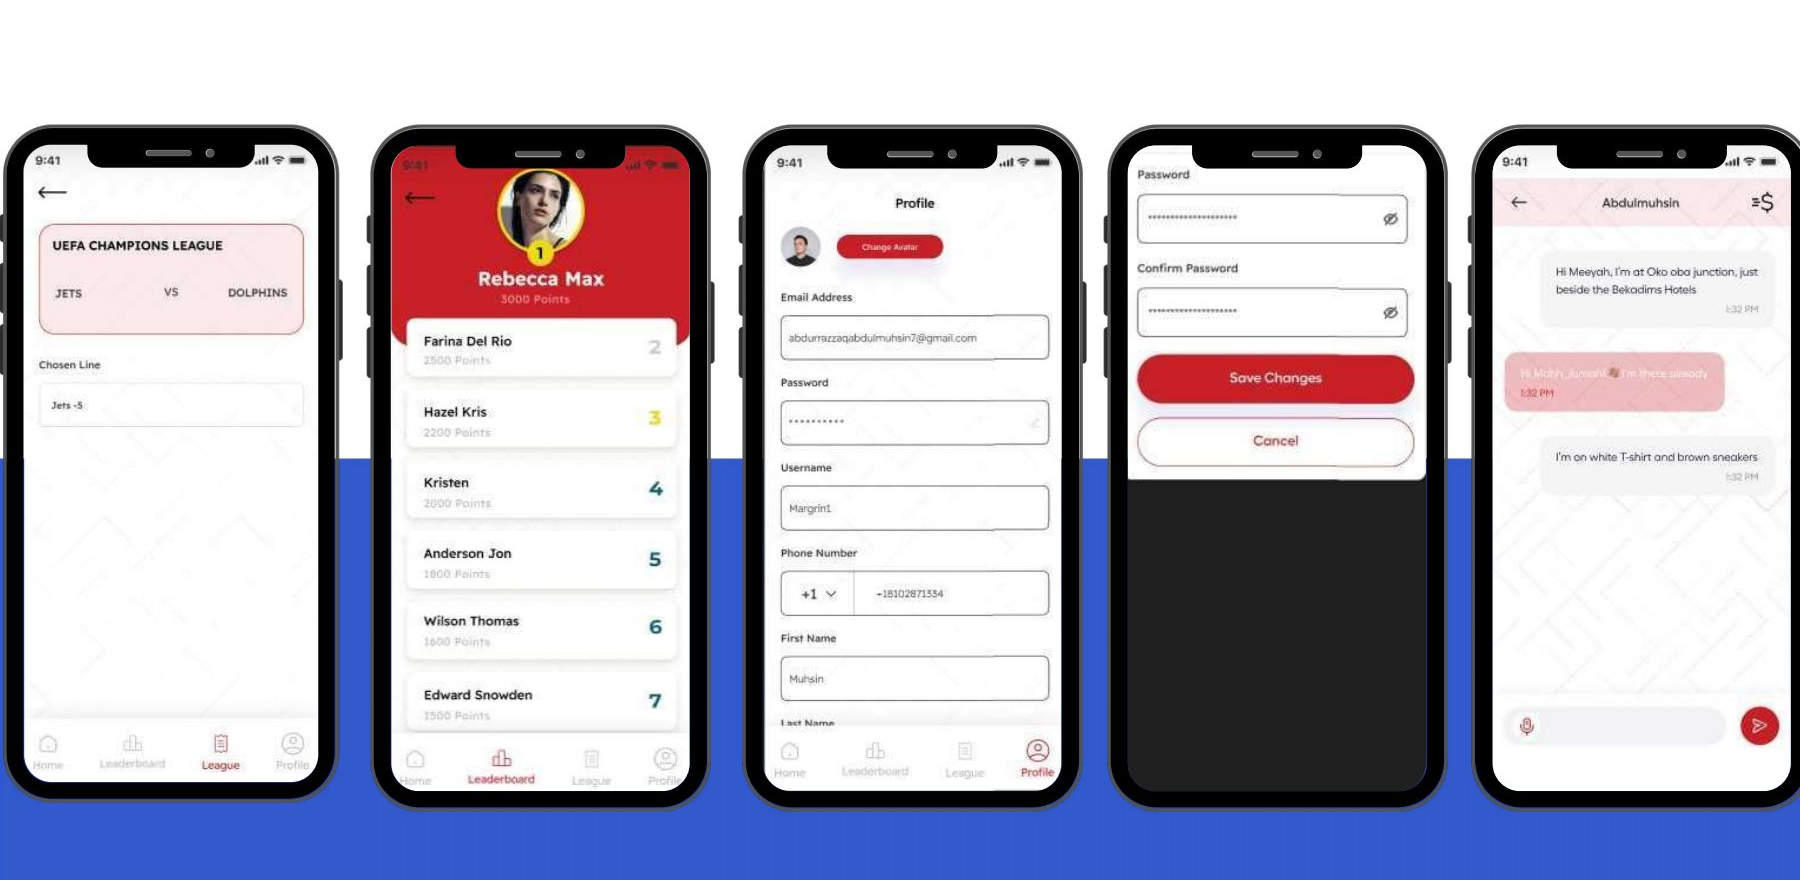 9:41
UEFA CHAMPIONS LEAGUE
JETS VS DOLPHINS
Chosen Line
Jets -5
Home Leaderboard League Profile
9:41
1
Rebecca Max
3000 Points
Farina Del Rio 2
2500 Points
Hazel Kris 3
2200 Points
Kristen 4
2000 Points
Anderson Jon 5
1800 Points
Wilson Thomas 6
1600 Points
Edward Snowden 7
1500 Points
Home Leaderboard League Profile
9:41
Profile
Change Avatar
Email Address
abdurrazzaqabdulmuhsin7@gmail.com
Password
**********
Username
Margrin1
Phone Number
+1 -18102871334
First Name
Muhsin
Last Name
Home Leaderboard League Profile
Password
********************
Confirm Password
********************
Save Changes
Cancel
9:41
Abdulmuhsin
Hi Meeyah, I'm at Oko oba junction, just
beside the Bekadims Hotels
1:32 PM
I'm there already
1:32 PM
I'm on white T-shirt and brown sneakers
1:32 PM